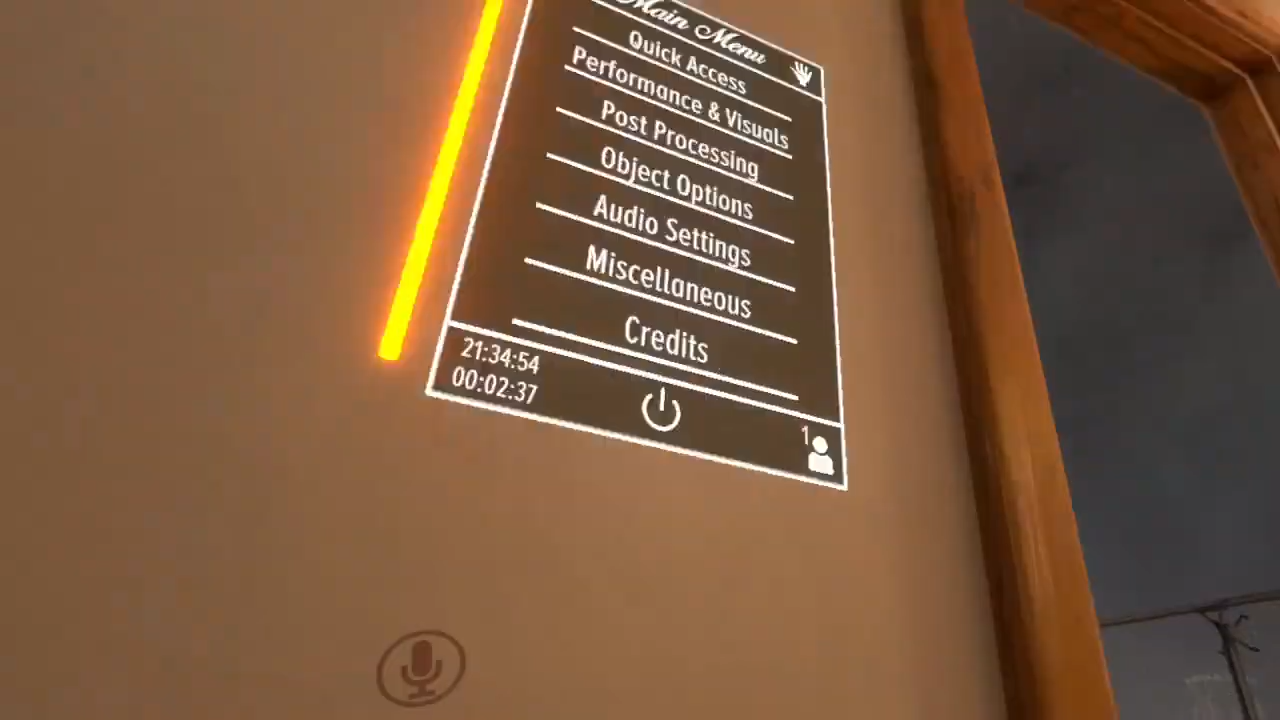 Main Menu
Quick Access
Performance & Visuals
Post Processing
Object Options
Audio Settings
Miscellaneous
Credits
21:34:54
00:02:37
1